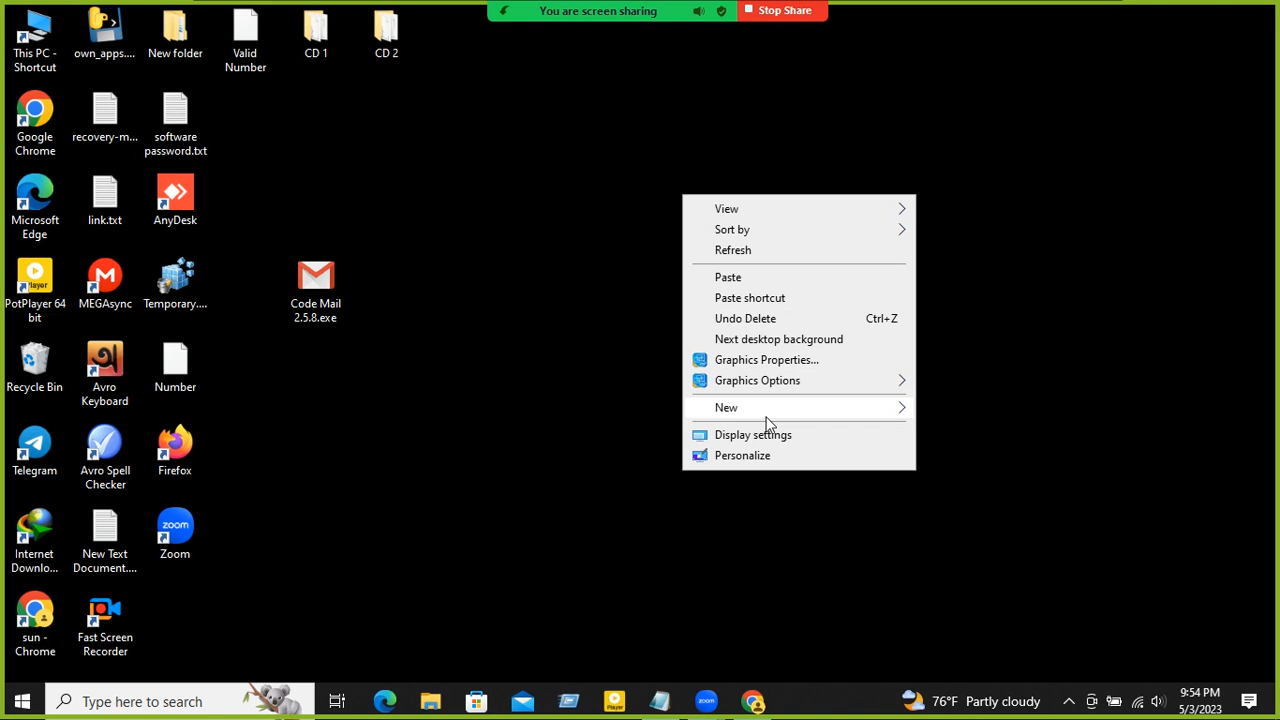 You are screen sharing
Stop Share
This PC -
Shortcut
own_apps....
New folder
Valid
Number
CD 1
CD 2
Google
Chrome
recovery-m...
software
password.txt
Microsoft
Edge
link.txt
AnyDesk
PotPlayer 64
bit
MEGAsync
Temporary....
Code Mail
2.5.8.exe
Recycle Bin
Avro
Keyboard
Number
Telegram
Avro Spell
Checker
Firefox
Internet
Downlo...
New Text
Document....
Zoom
sun -
Chrome
Fast Screen
Recorder
View
Sort by
Refresh
Paste
Paste shortcut
Undo Delete Ctrl+Z
Next desktop background
Graphics Properties...
Graphics Options
New
Display settings
Personalize
Type here to search
76°F Partly cloudy
9:54 PM
5/3/2023